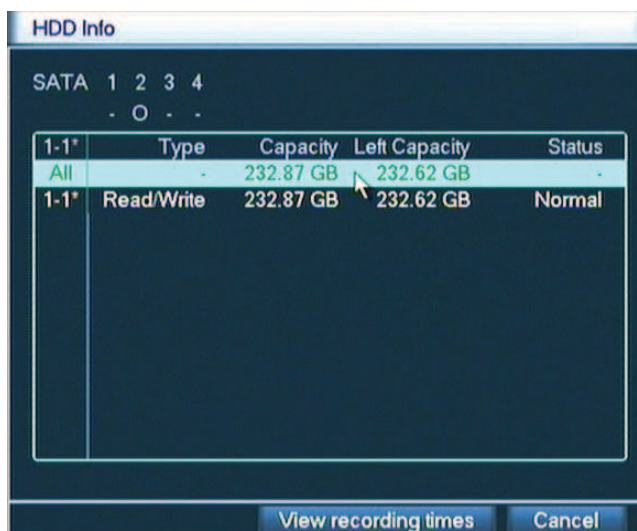 HDD Info
SATA 1 2 3 4
- O - -
1-1* Type Capacity Left Capacity Status
All - 232.87 GB 232.62 GB -
1-1* Read/Write 232.87 GB 232.62 GB Normal
View recording times Cancel